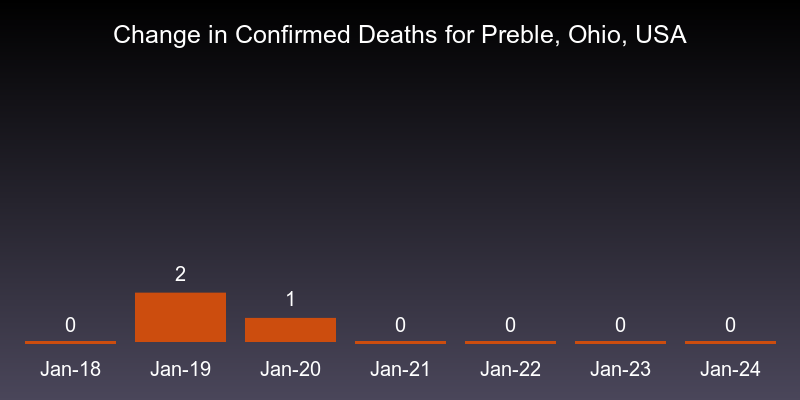 Change in Confirmed Deaths for Preble, Ohio, USA
0 2 1 0 0 0 0
Jan-18 Jan-19 Jan-20 Jan-21 Jan-22 Jan-23 Jan-24